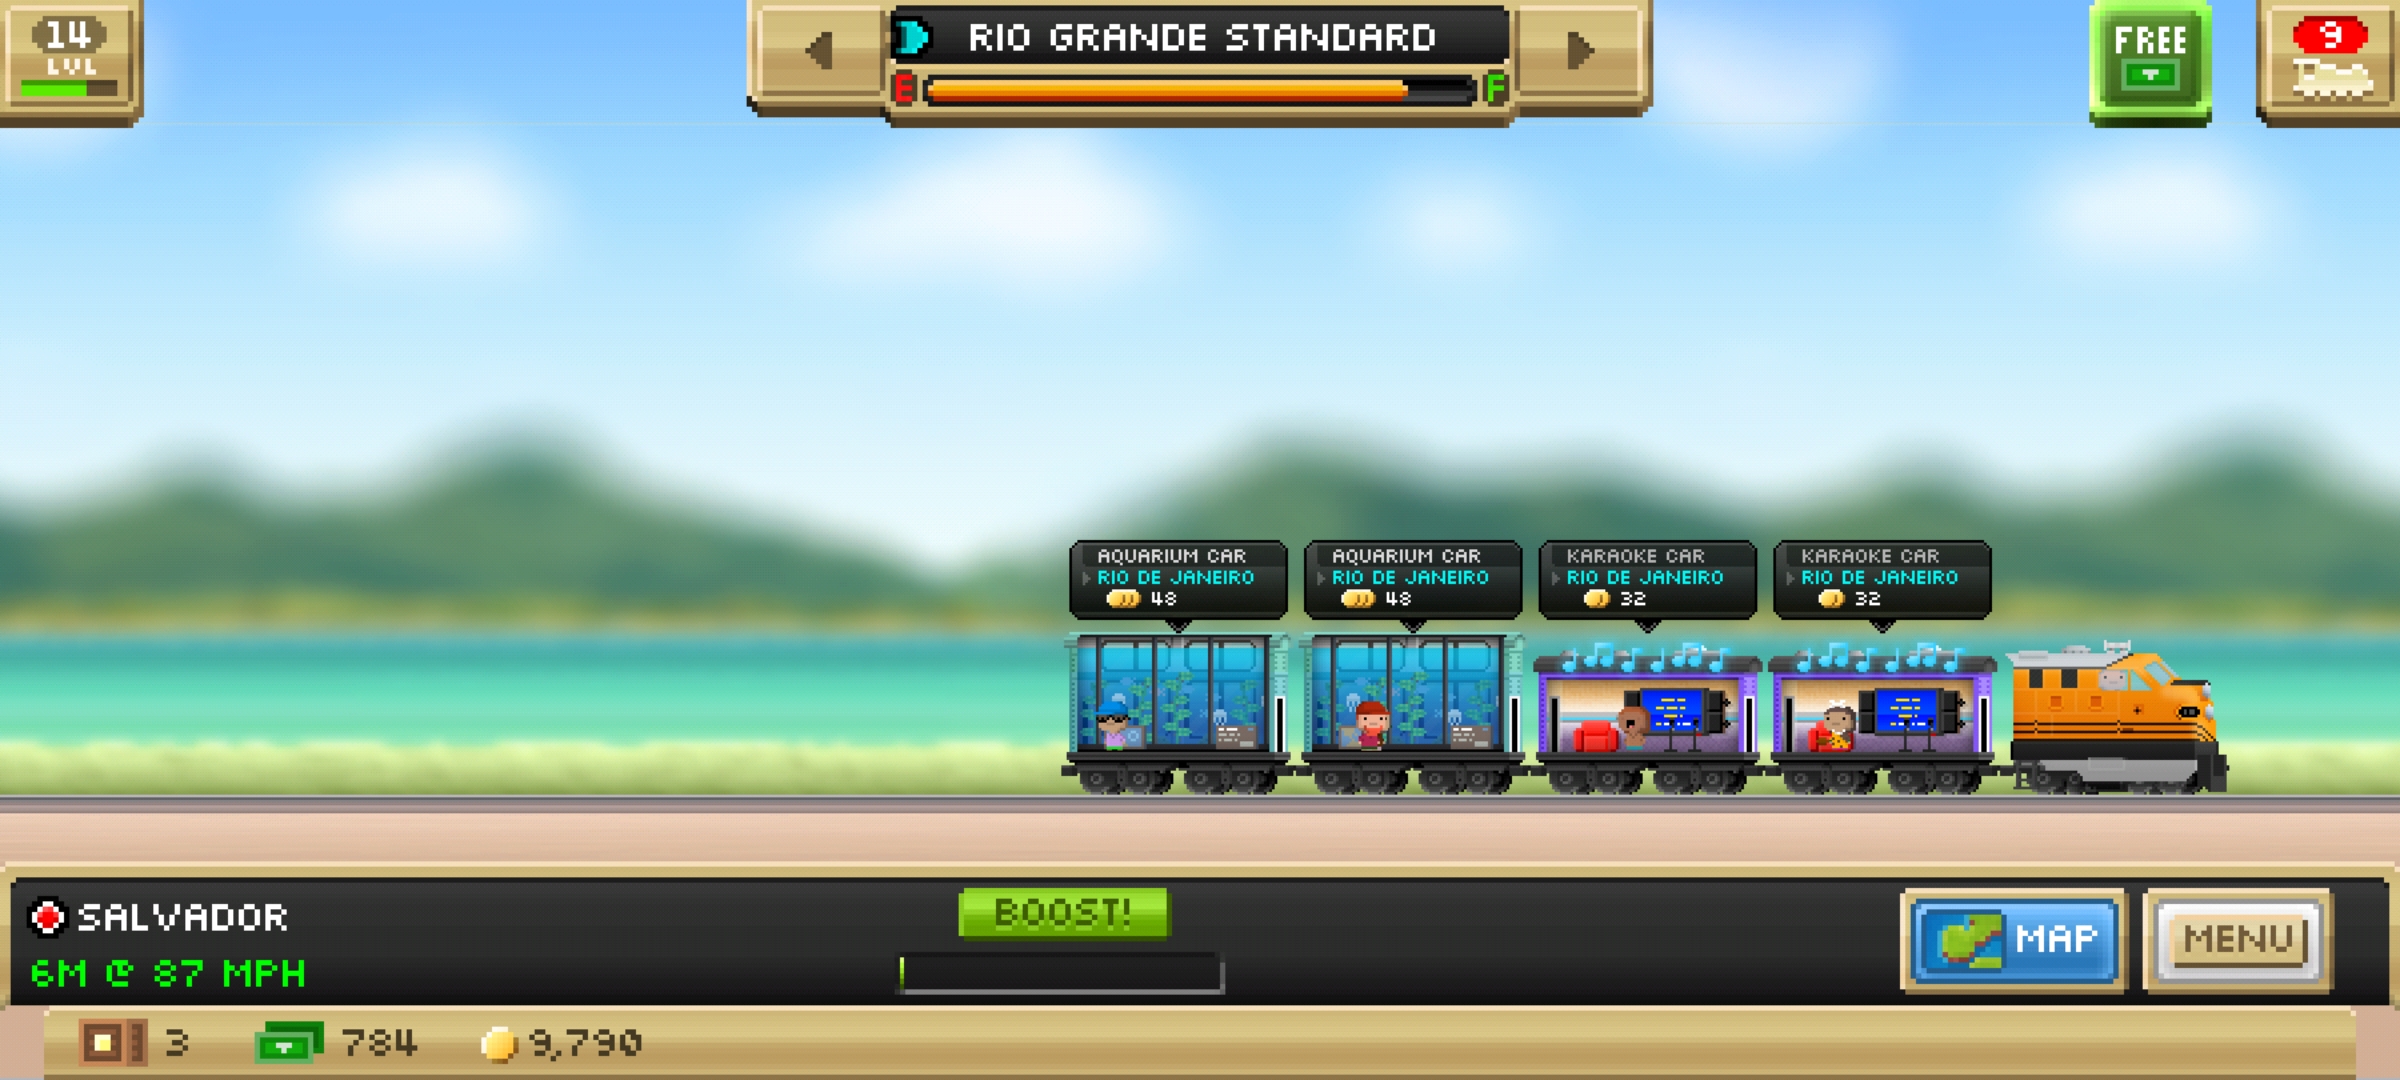 14
LVL
RIO GRANDE STANDARD
E F
FREE
9
AQUARIUM CAR
RIO DE JANEIRO
48
AQUARIUM CAR
RIO DE JANEIRO
48
KARAOKE CAR
RIO DE JANEIRO
32
KARAOKE CAR
RIO DE JANEIRO
32
SALVADOR
6M @ 87 MPH
BOOST!
MAP
MENU
3
784
9,790